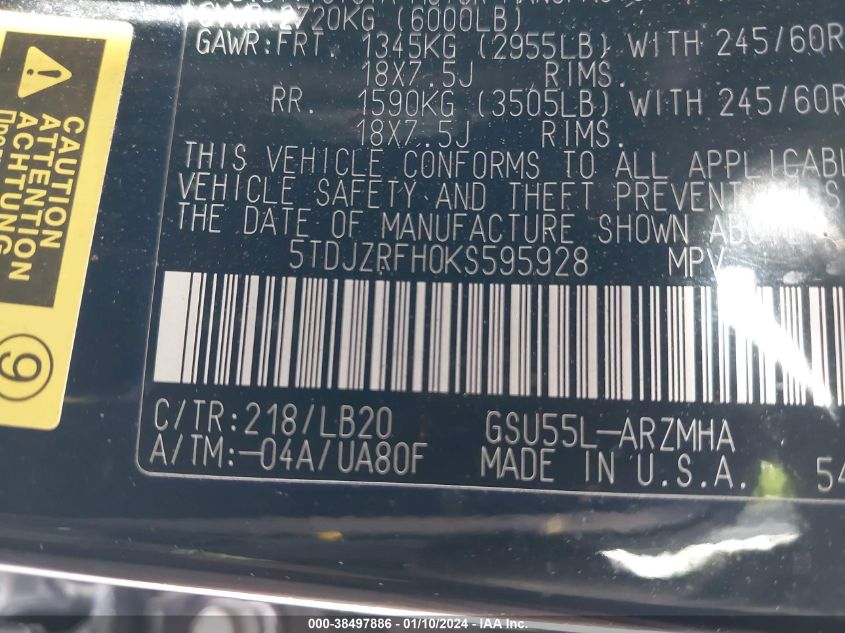 2720KG (6000LB)
GAWR:FRT. 1345KG (2955LB) WITH 245/60R
18X7.5J RIMS.
RR. 1590KG (3505LB) WITH 245/60R
18X7.5J RIMS.
THIS VEHICLE CONFORMS TO ALL APPLICABL
VEHICLE SAFETY AND THEFT PREVENTION S
THE DATE OF MANUFACTURE SHOWN ABOVE.
5TDJZRFH0KS595928 MPV
C/TR:218/LB20 GSU55L-ARZMHA
A/TM:-04A/UA80F MADE IN U.S.A. 54
CAUTION
ATTENTION
ACHTUNG
9
000-38497886 - 01/10/2024 - IAA Inc.